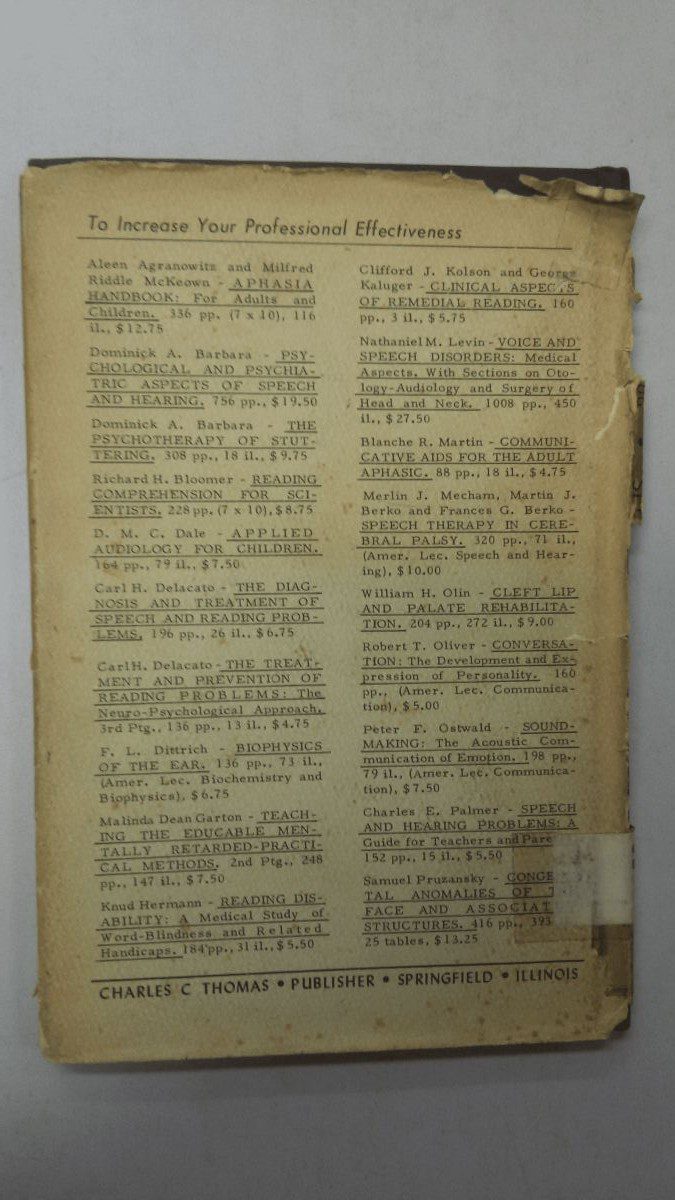 To Increase Your Professional Effectiveness
Aleen Agranowitz and Milfred
Riddle McKeown - APHASIA
HANDBOOK: For Adults and
Children. 336 pp. (7 x 10), 116
il., $12.75
Dominick A. Barbara - PSY-
CHOLOGICAL AND PSYCHIA-
TRIC ASPECTS OF SPEECH
AND HEARING. 756 pp., $19.50
Dominick A. Barbara - THE
PSYCHOTHERAPY OF STUT-
TERING. 308 pp., 18 il., $9.75
Richard H. Bloomer - READING
COMPREHENSION FOR SCI-
ENTISTS. 228 pp. (7 x 10), $8.75
D. M. C. Dale - APPLIED
AUDIOLOGY FOR CHILDREN.
164 pp., 79 il., $7.50
Carl H. Delacato - THE DIAG-
NOSIS AND TREATMENT OF
SPEECH AND READING PROB-
LEMS. 196 pp., 26 il., $6.75
Carl H. Delacato - THE TREAT-
MENT AND PREVENTION OF
READING PROBLEMS: The
Neuro-Psychological Approach.
3rd Ptg., 136 pp., 13 il., $4.75
F. L. Dittrich - BIOPHYSICS
OF THE EAR. 136 pp., 73 il.,
(Amer. Lec. Biochemistry and
Biophysics), $6.75
Malinda Dean Garton - TEACH-
ING THE EDUCABLE MEN-
TALLY RETARDED-PRACTI-
CAL METHODS. 2nd Ptg., 248
pp., 147 il., $7.50
Knud Hermann - READING DIS-
ABILITY: A Medical Study of
Word-Blindness and Related
Handicaps. 184 pp., 31 il., $5.50
Clifford J. Kolson and George
Kaluger - CLINICAL ASPEC S
OF REMEDIAL READING. 160
pp., 3 il., $5.75
Nathaniel M. Levin - VOICE AND
SPEECH DISORDERS: Medical
Aspects. With Sections on Oto-
logy-Audiology and Surgery of
Head and Neck. 1008 pp., 450
il., $27.50
Blanche R. Martin - COMMUNI-
CATIVE AIDS FOR THE ADULT
APHASIC. 88 pp., 18 il., $4.75
Merlin J. Mecham, Martin J.
Berko and Frances G. Berko -
SPEECH THERAPY IN CERE-
BRAL PALSY. 320 pp., 71 il.,
(Amer. Lec. Speech and Hear-
ing), $10.00
William H. Olin - CLEFT LIP
AND PALATE REHABILITA-
TION. 204 pp., 272 il., $9.00
Robert T. Oliver - CONVERSA-
TION: The Development and Ex-
pression of Personality. 160
pp., (Amer. Lec. Communica-
tion), $5.00
Peter F. Ostwald - SOUND-
MAKING: The Acoustic Com-
munication of Emotion. 198 pp.,
79 il., (Amer. Lec. Communica-
tion), $7.50
Charles E. Palmer - SPEECH
AND HEARING PROBLEMS: A
Guide for Teachers and Pare
152 pp., 15 il., $5.50
Samuel Pruzansky - CONGE
TAL ANOMALIES OF
FACE AND ASSOCIAT
STRUCTURES. 416 pp., 393
25 tables, $13.25
CHARLES C THOMAS • PUBLISHER • SPRINGFIELD • ILLINOIS